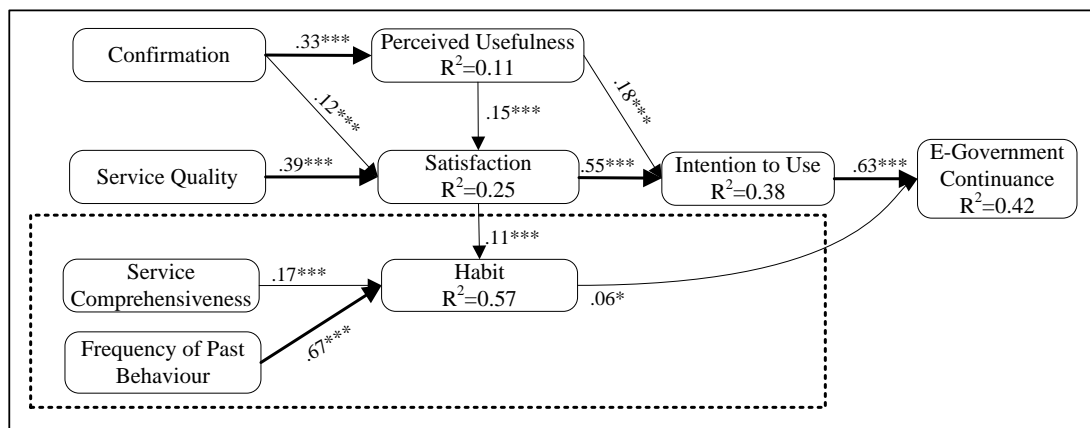 Confirmation
.33***
Perceived Usefulness
R²=0.11
.12***
.15***
.18***
Service Quality
.39***
Satisfaction
R²=0.25
.55***
Intention to Use
R²=0.38
.63***
E-Government
Continuance
R²=0.42
.11***
Service
Comprehensiveness
.17***
Habit
R²=0.57
.06*
Frequency of Past
Behaviour
.67***